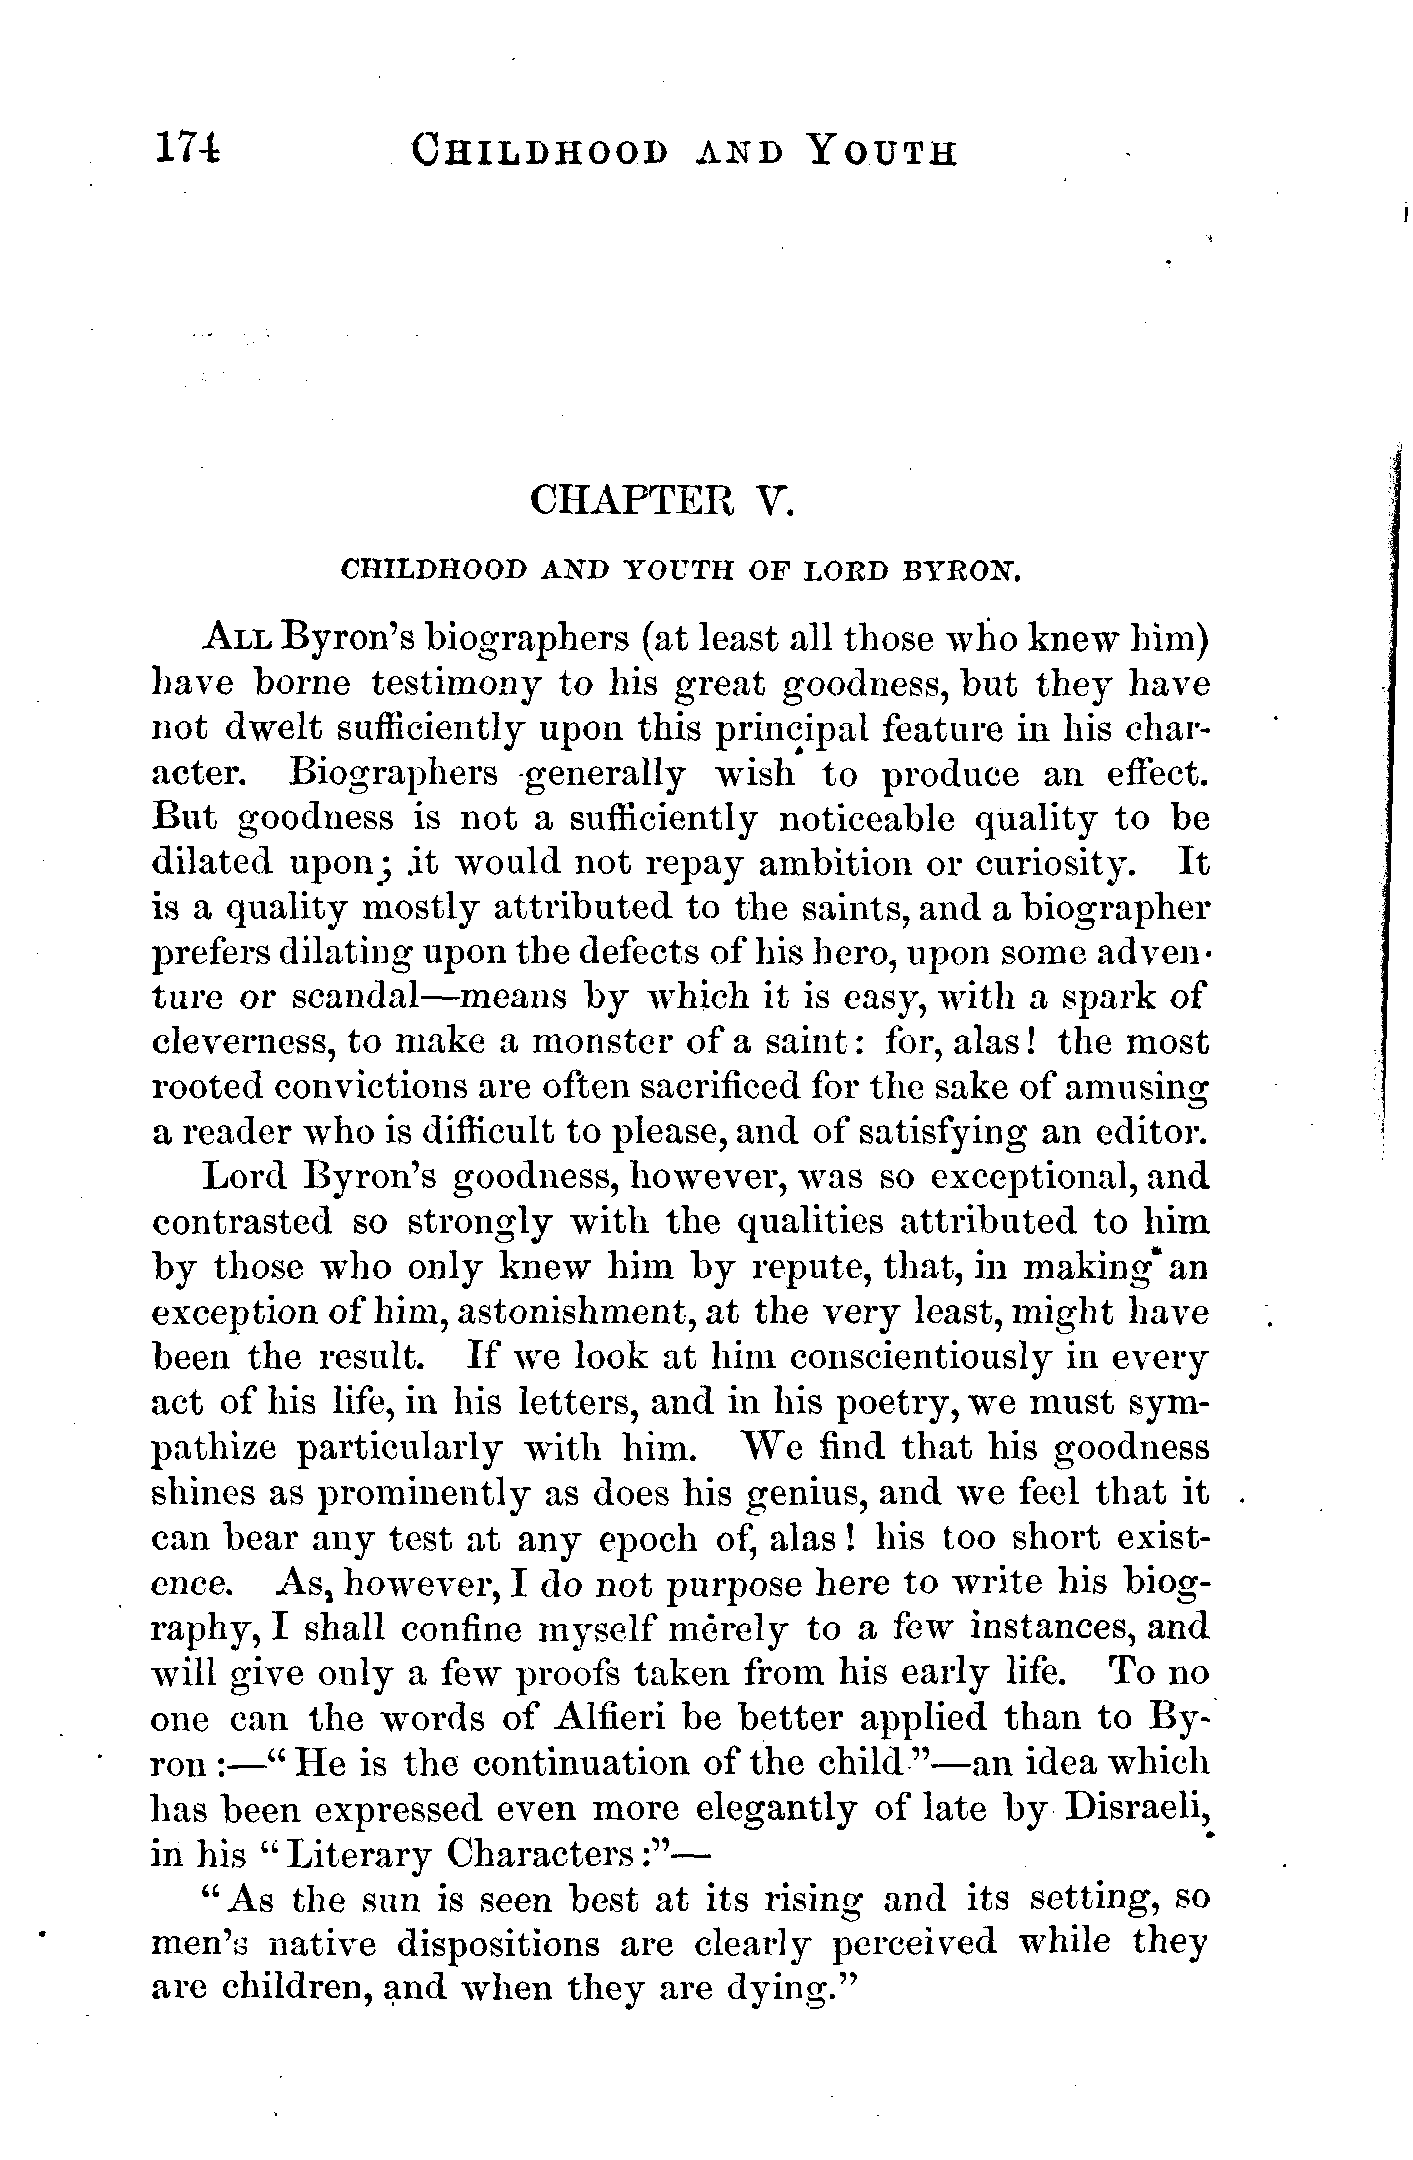 174 CHILDHOOD AND YOUTH
CHAPTER V.
CHILDHOOD AND YOUTH OF LORD BYRON.
ALL Byron's biographers (at least all those who knew him)
have borne testimony to his great goodness, but they have
not dwelt sufficiently upon this principal feature in his char-
acter. Biographers generally wish to produce an effect.
But goodness is not a sufficiently noticeable quality to be
dilated upon; it would not repay ambition or curiosity. It
is a quality mostly attributed to the saints, and a biographer
prefers dilating upon the defects of his hero, upon some adven-
ture or scandal—means by which it is easy, with a spark of
cleverness, to make a monster of a saint: for, alas! the most
rooted convictions are often sacrificed for the sake of amusing
a reader who is difficult to please, and of satisfying an editor.
Lord Byron's goodness, however, was so exceptional, and
contrasted so strongly with the qualities attributed to him
by those who only knew him by repute, that, in making an
exception of him, astonishment, at the very least, might have
been the result. If we look at him conscientiously in every
act of his life, in his letters, and in his poetry, we must sym-
pathize particularly with him. We find that his goodness
shines as prominently as does his genius, and we feel that it
can bear any test at any epoch of, alas! his too short exist-
ence. As, however, I do not purpose here to write his biog-
raphy, I shall confine myself merely to a few instances, and
will give only a few proofs taken from his early life. To no
one can the words of Alfieri be better applied than to By-
ron:—"He is the continuation of the child"—an idea which
has been expressed even more elegantly of late by Disraeli,
in his "Literary Characters:"—
"As the sun is seen best at its rising and its setting, so
men's native dispositions are clearly perceived while they
are children, and when they are dying."